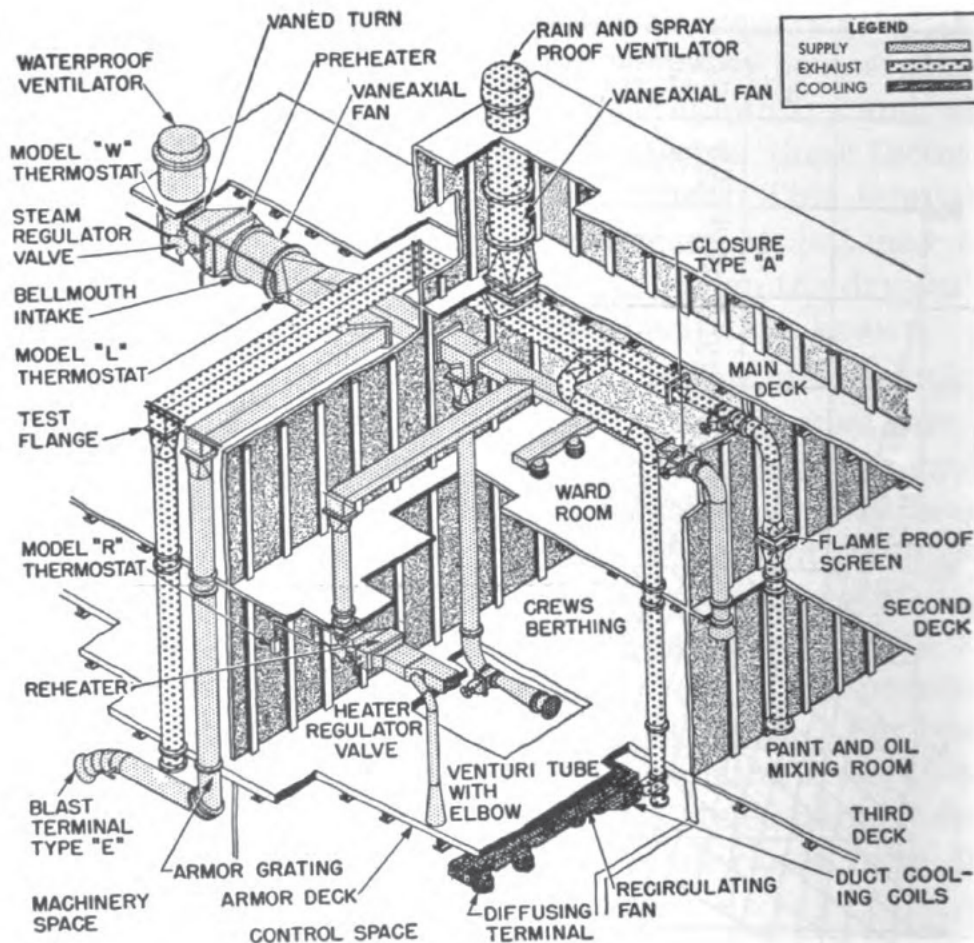 VANED TURN
PREHEATER
VANEAXIAL
FAN
WATERPROOF
VENTILATOR
MODEL "W"
THERMOSTAT
STEAM
REGULATOR
VALVE
BELLMOUTH
INTAKE
MODEL "L"
THERMOSTAT
TEST
FLANGE
RAIN AND SPRAY
PROOF VENTILATOR
VANEAXIAL FAN
LEGEND
SUPPLY
EXHAUST
COOLING
CLOSURE
TYPE "A"
MAIN
DECK
WARD
ROOM
FLAME PROOF
SCREEN
MODEL "R"
THERMOSTAT
CREWS
BERTHING
SECOND
DECK
REHEATER
HEATER
REGULATOR
VALVE
VENTURI TUBE
WITH
ELBOW
PAINT AND OIL
MIXING ROOM
THIRD
DECK
BLAST
TERMINAL
TYPE "E"
ARMOR GRATING
ARMOR DECK
MACHINERY
SPACE
CONTROL SPACE
DIFFUSING
TERMINAL
RECIRCULATING
FAN
DUCT COOL-
ING COILS